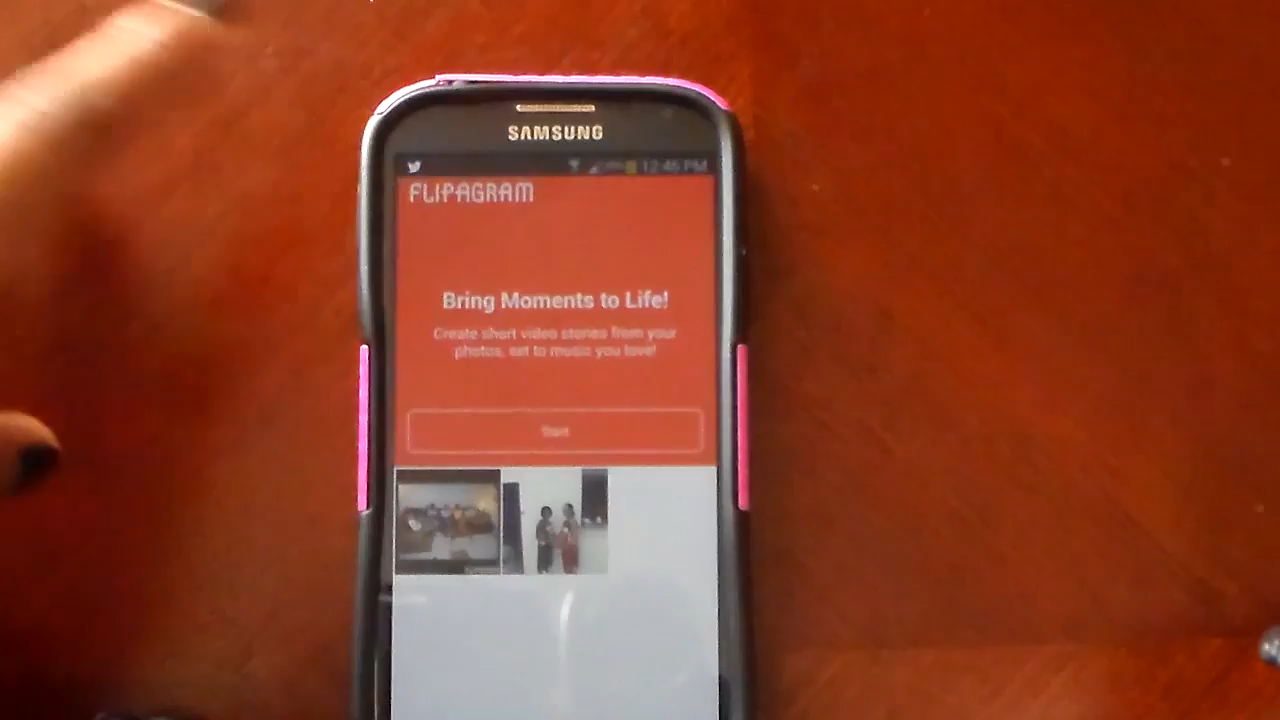 SAMSUNG
12:45 PM
FLIPAGRAM
Bring Moments to Life!
Create short video stories from your
photos, set to music you love!
Start